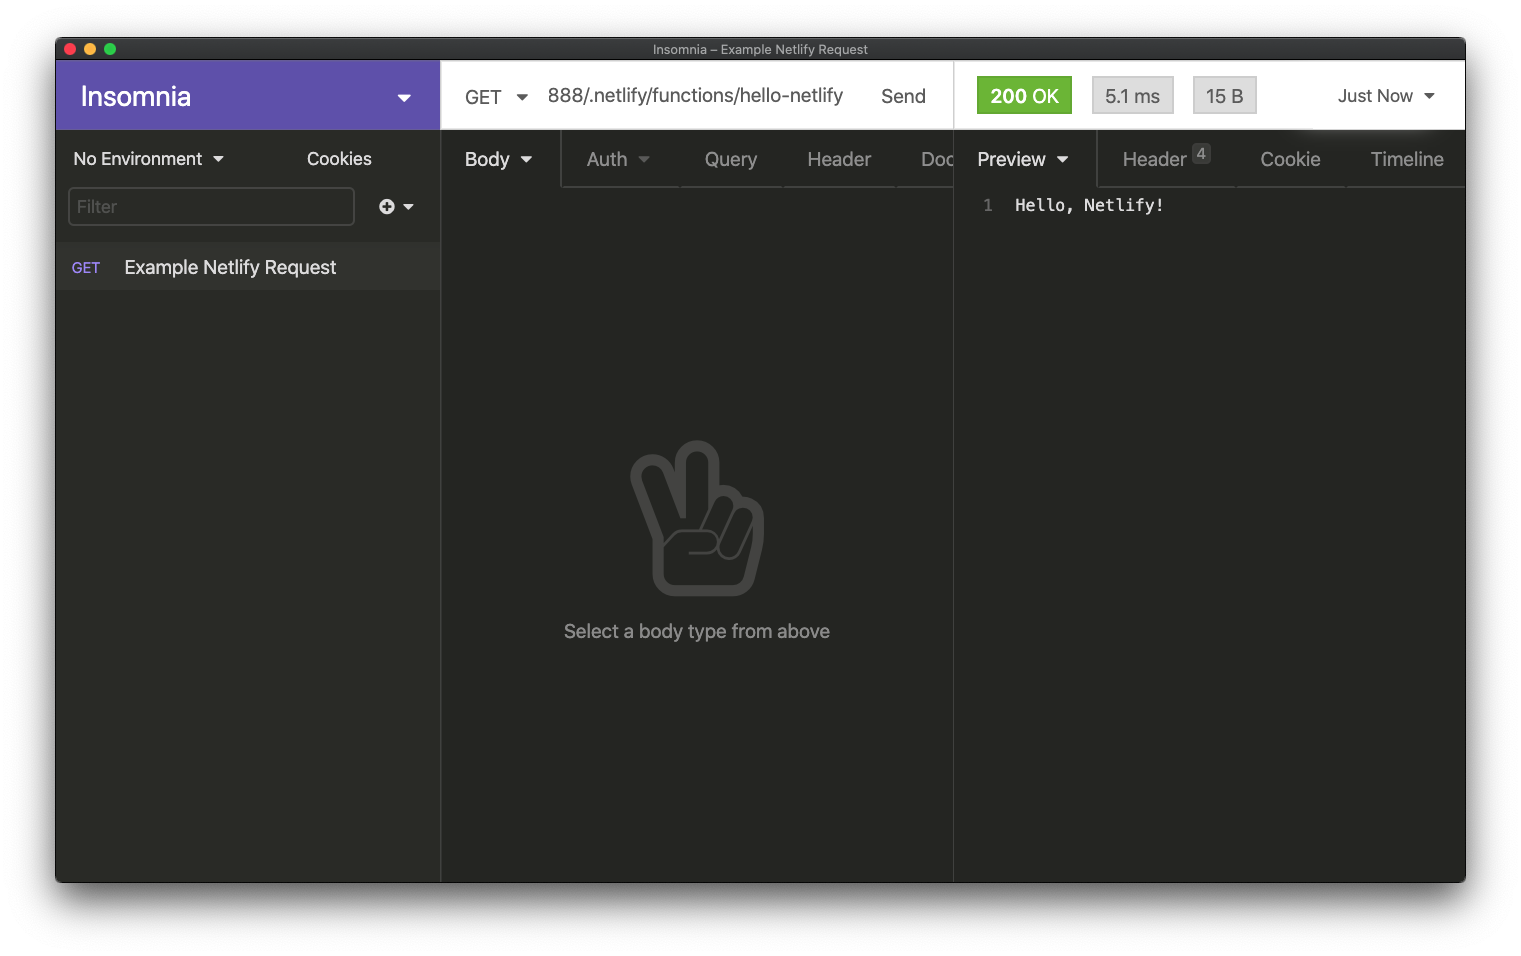 Insomnia – Example Netlify Request
Insomnia
GET 888/.netlify/functions/hello-netlify Send
200 OK 5.1 ms 15 B Just Now
No Environment Cookies
Filter
GET Example Netlify Request
Body Auth Query Header Doc
Select a body type from above
Preview Header 4 Cookie Timeline
1 Hello, Netlify!